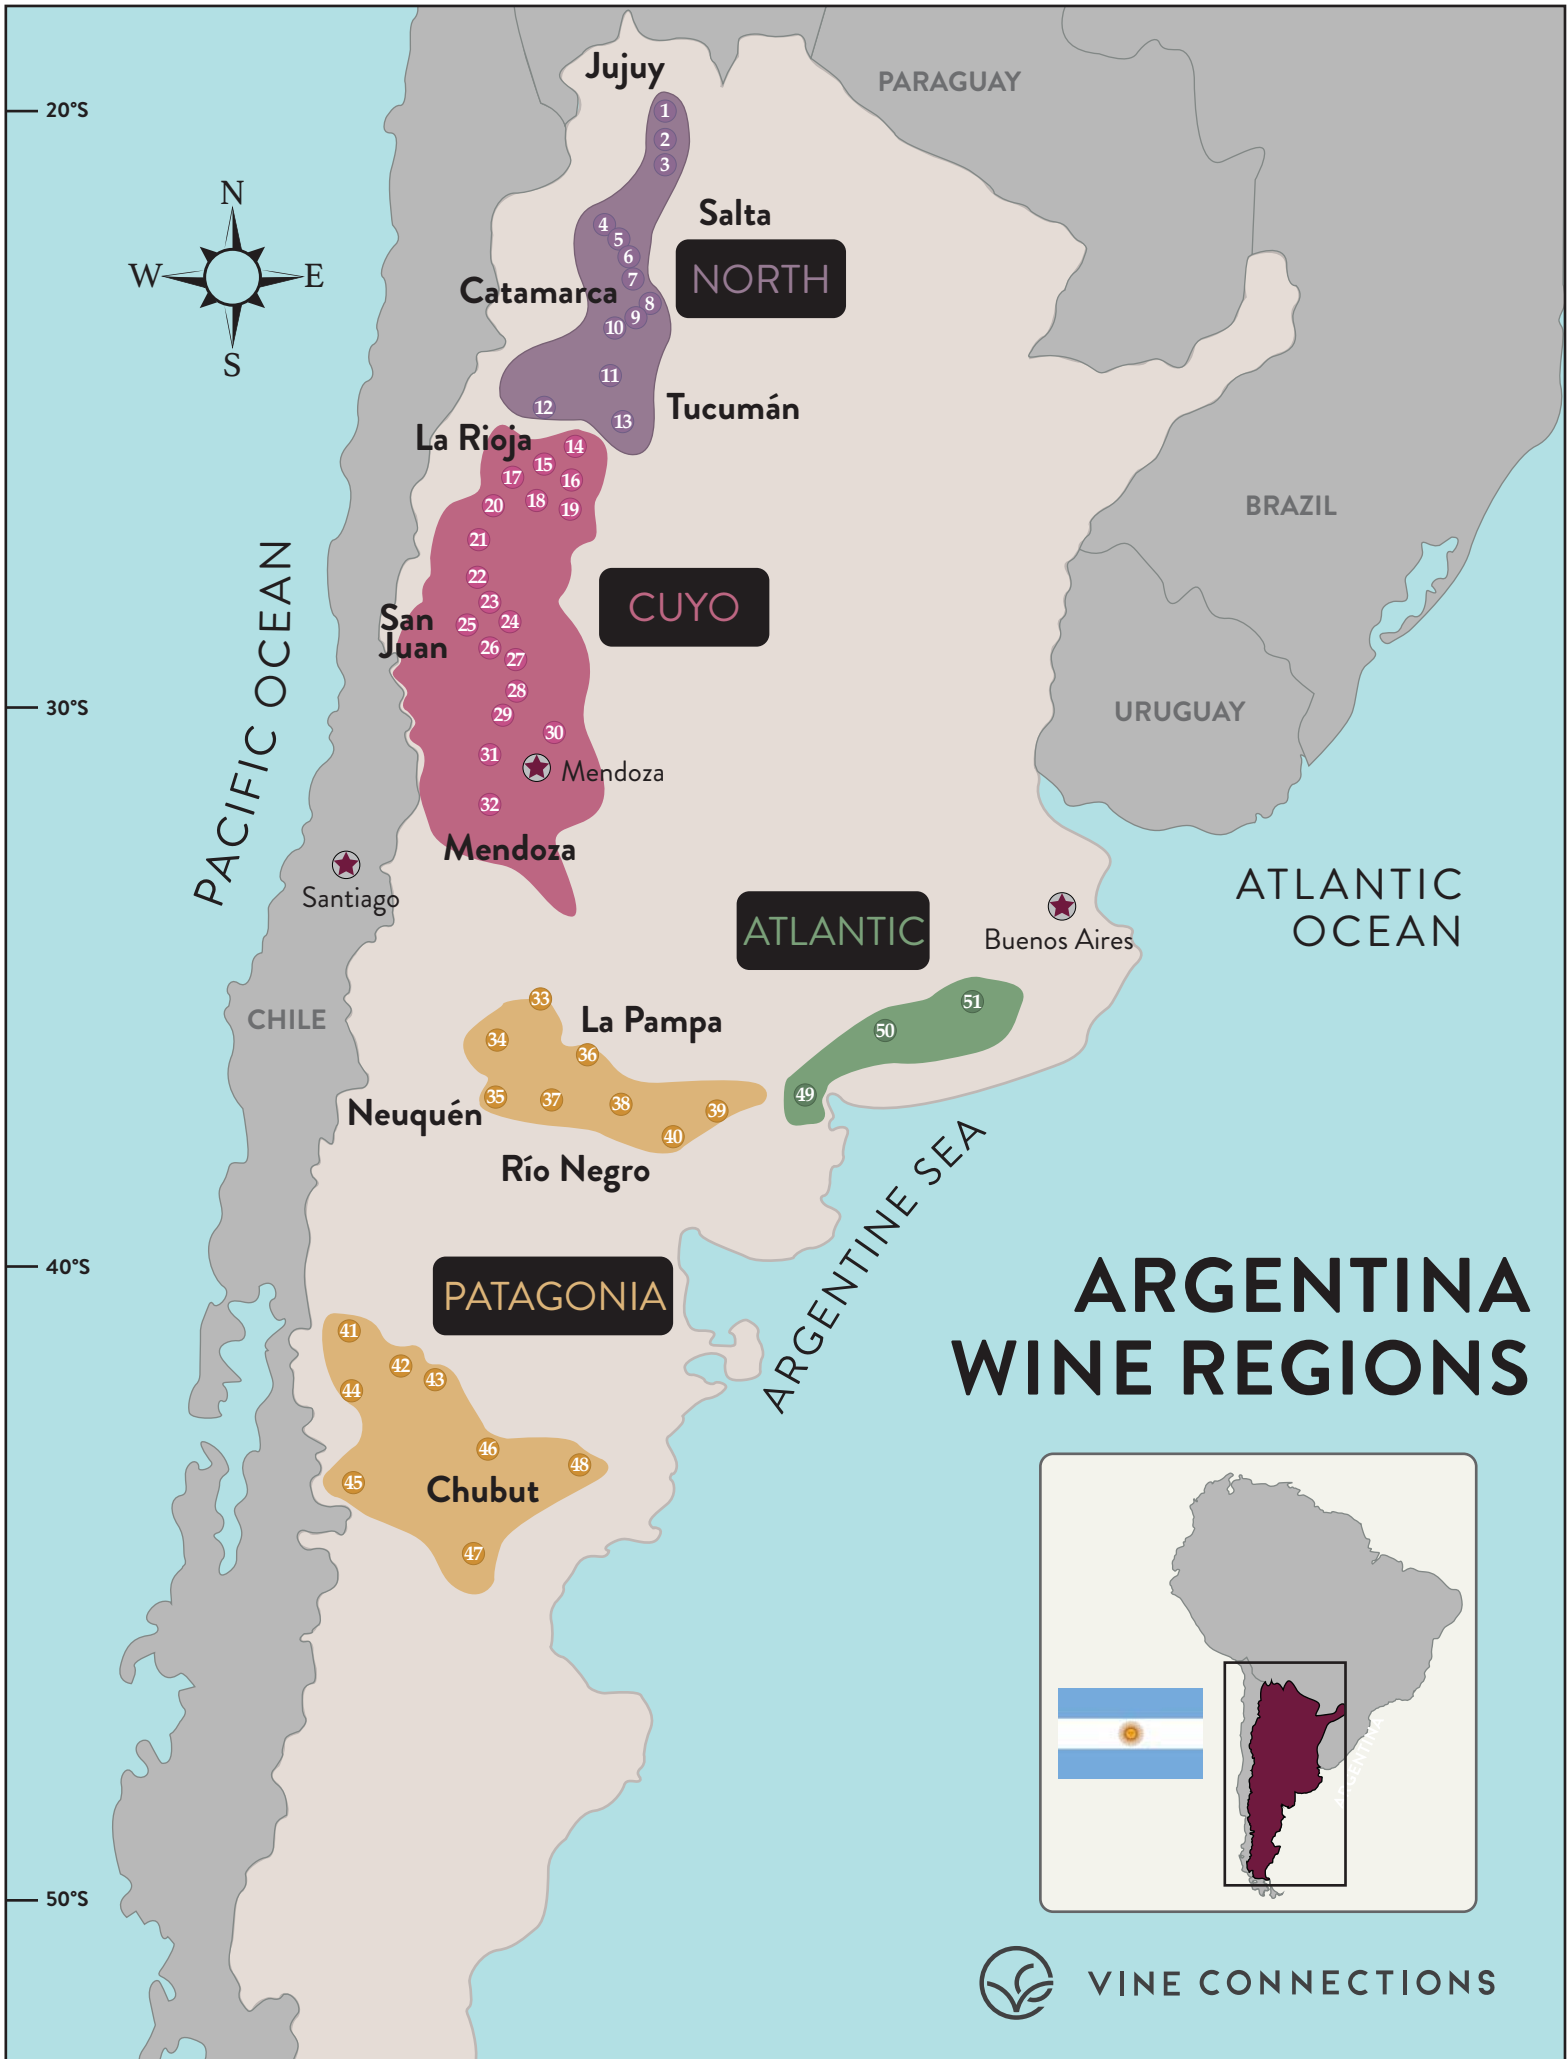 Jujuy
PARAGUAY
20°S
1
2
3
N
W
E
S
Salta
4
5
6
7
NORTH
Catamarca
8
9
10
11
12
13
Tucumán
La Rioja
14
15
16
17
18
19
20
21
BRAZIL
22
23
24
25
26
27
CUYO
San
Juan
PACIFIC OCEAN
28
29
30
31
32
30°S
URUGUAY
Mendoza
Mendoza
Santiago
ATLANTIC
OCEAN
ATLANTIC
Buenos Aires
CHILE
33
34
35
36
37
38
39
40
La Pampa
51
50
49
Neuquén
Río Negro
ARGENTINE SEA
40°S
PATAGONIA
ARGENTINA
WINE REGIONS
41
42
43
44
45
46
47
48
Chubut
ARGENTINA
50°S
VINE CONNECTIONS